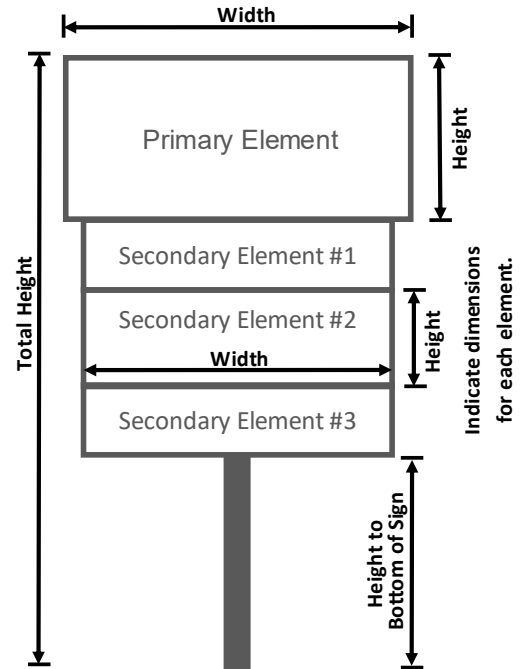 Width
Primary Element
Height
Secondary Element #1
Total Height
Secondary Element #2
Width
Height
Indicate dimensions
for each element.
Secondary Element #3
Height to
Bottom of Sign